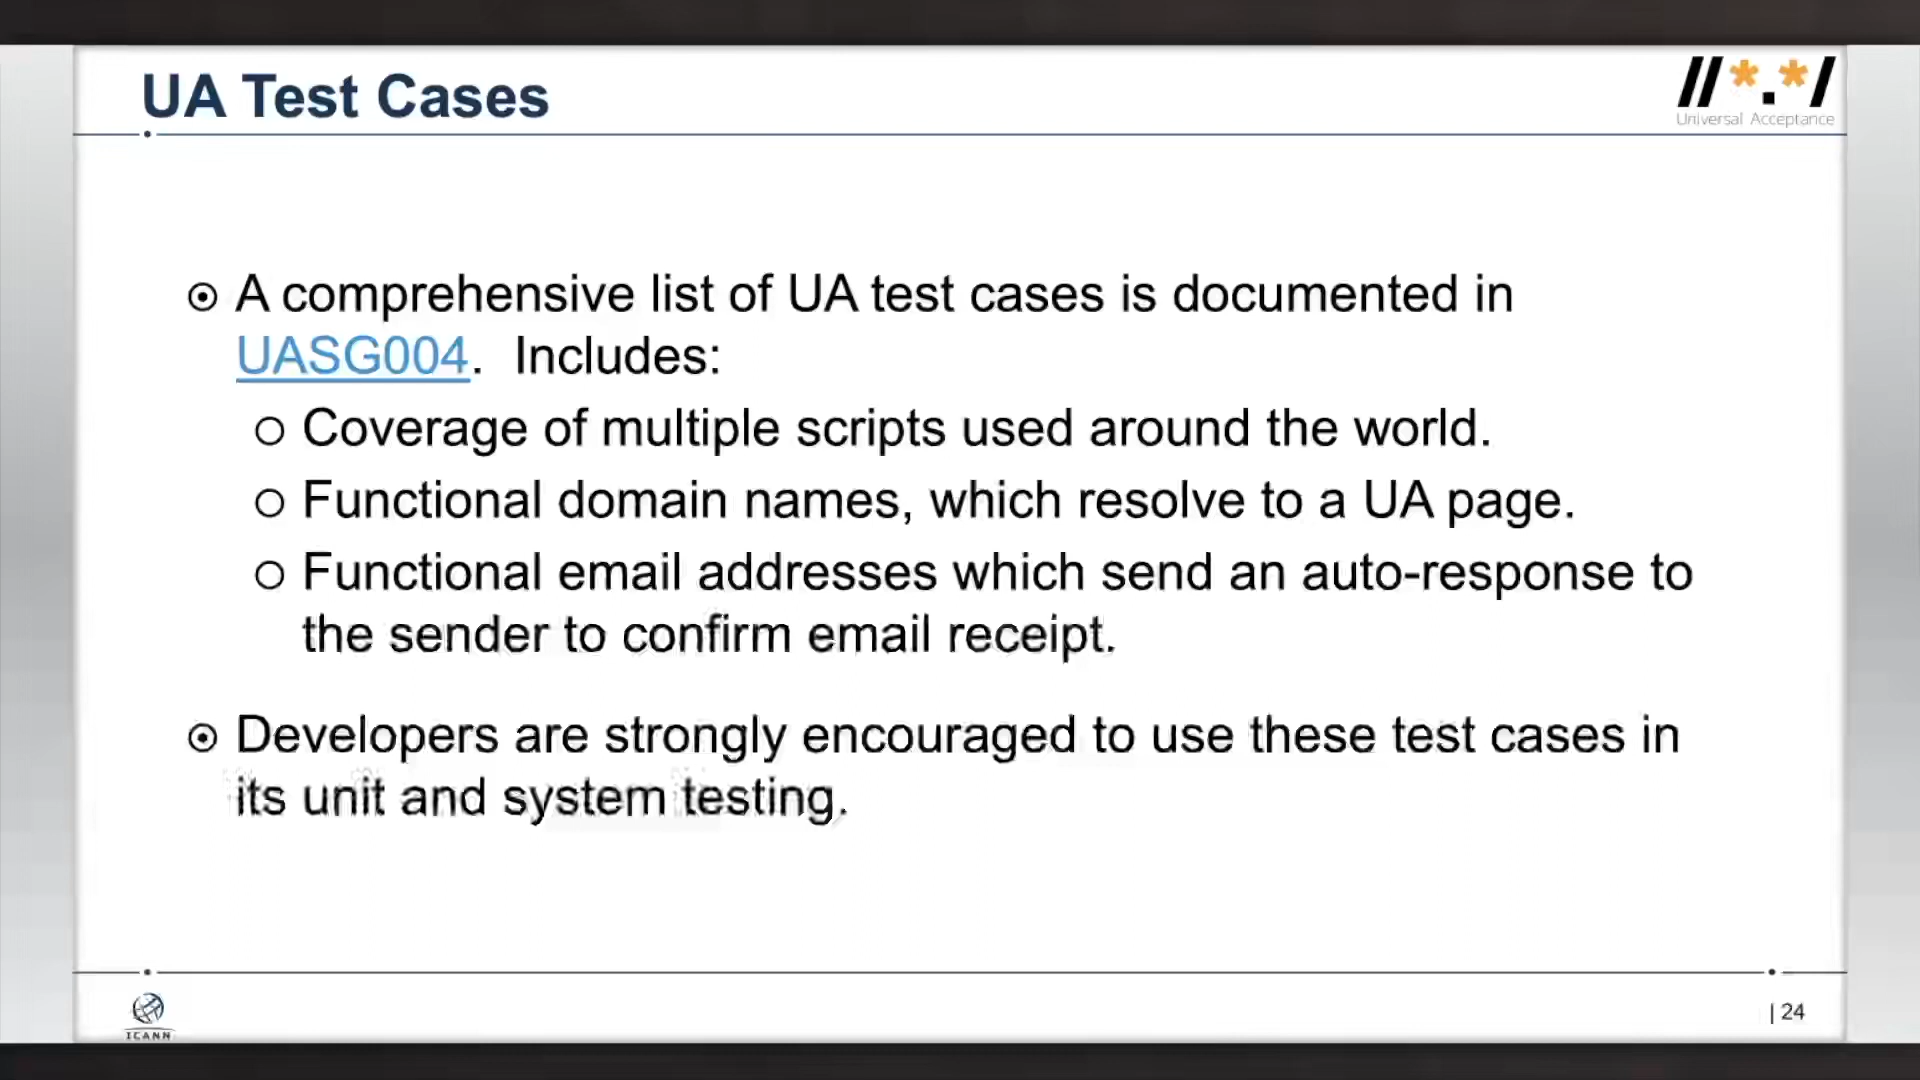 UA Test Cases
//*.*/
Universal Acceptance
A comprehensive list of UA test cases is documented in
UASG004. Includes:
Coverage of multiple scripts used around the world.
Functional domain names, which resolve to a UA page.
Functional email addresses which send an auto-response to
the sender to confirm email receipt.
Developers are strongly encouraged to use these test cases in
its unit and system testing.
ICANN
| 24